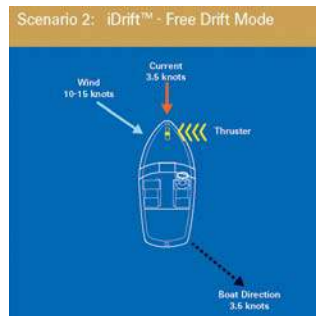 Scenario 2: iDrift™ - Free Drift Mode
Current
3.5 knots
Wind
10-15 knots
Thruster
Boat Direction
3.5 knots